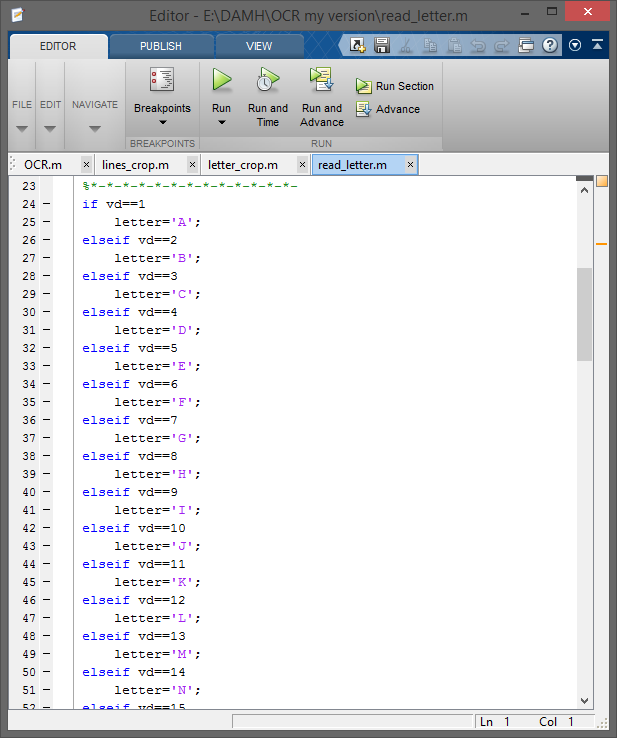 Editor - E:\DAMH\OCR my version\read_letter.m
EDITOR PUBLISH VIEW
FILE EDIT NAVIGATE Breakpoints Run Run and Time Run and Advance Run Section Advance
BREAKPOINTS RUN
OCR.m × lines_crop.m × letter_crop.m × read_letter.m ×
23 %*-*-*-*-*-*-*-*-*-*-*-*-*-
24 – if vd==1
25 – letter='A';
26 – elseif vd==2
27 – letter='B';
28 – elseif vd==3
29 – letter='C';
30 – elseif vd==4
31 – letter='D';
32 – elseif vd==5
33 – letter='E';
34 – elseif vd==6
35 – letter='F';
36 – elseif vd==7
37 – letter='G';
38 – elseif vd==8
39 – letter='H';
40 – elseif vd==9
41 – letter='I';
42 – elseif vd==10
43 – letter='J';
44 – elseif vd==11
45 – letter='K';
46 – elseif vd==12
47 – letter='L';
48 – elseif vd==13
49 – letter='M';
50 – elseif vd==14
51 – letter='N';
52 – elseif vd==15
Ln 1 Col 1